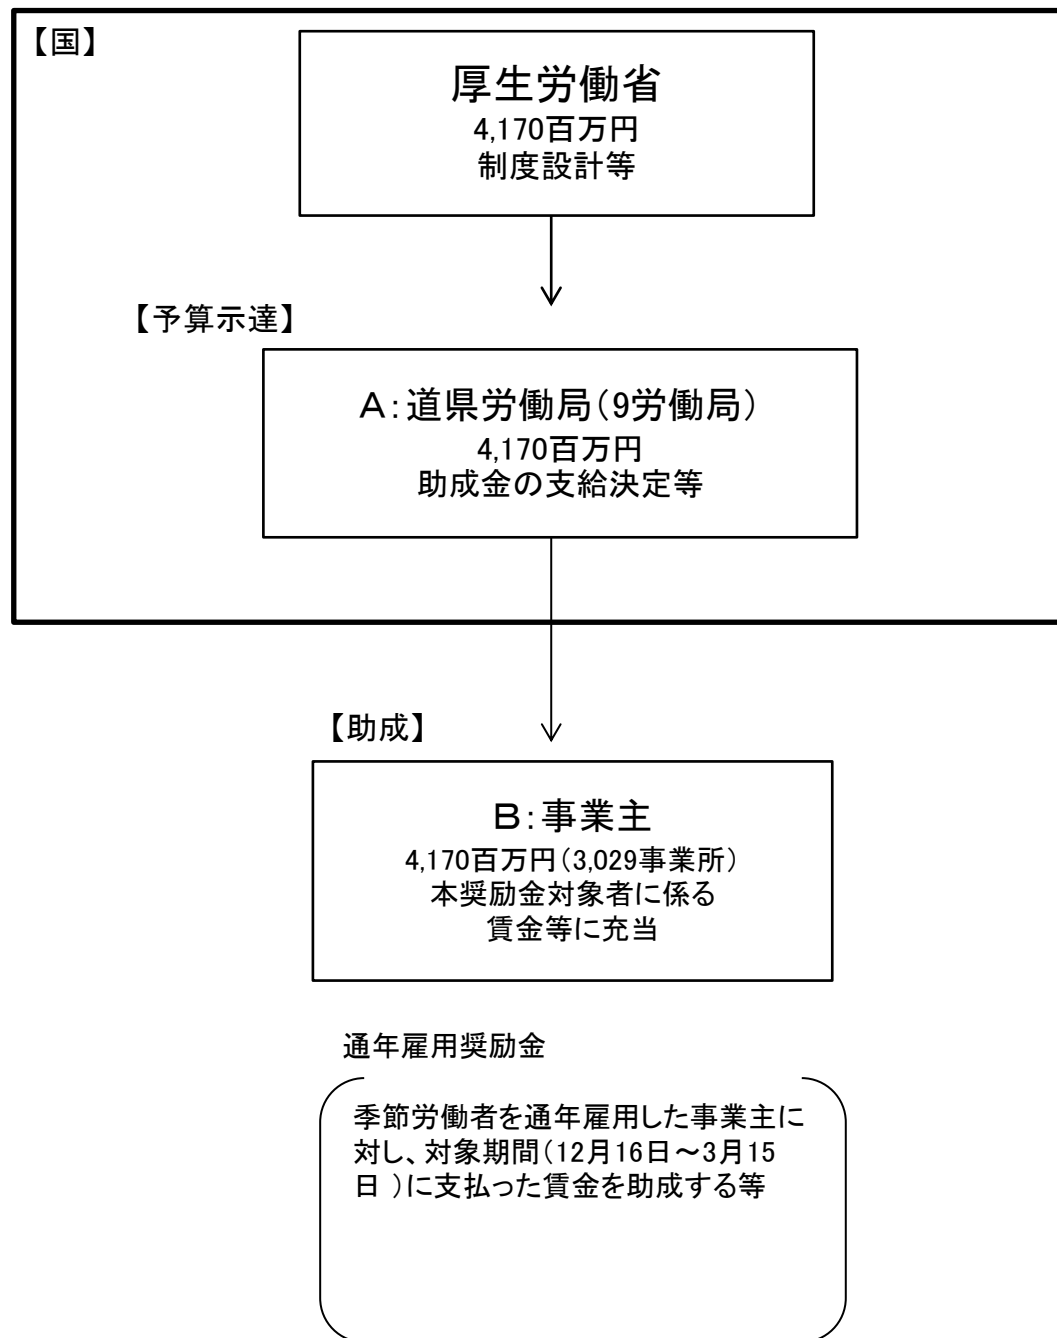 【国】
厚生労働省
4,170百万円
制度設計等
【予算示達】
A:道県労働局(9労働局)
4,170百万円
助成金の支給決定等
【助成】
B:事業主
4,170百万円(3,029事業所)
本奨励金対象者に係る
賃金等に充当
通年雇用奨励金
季節労働者を通年雇用した事業主に
対し、対象期間(12月16日~3月15
日 )に支払った賃金を助成する等